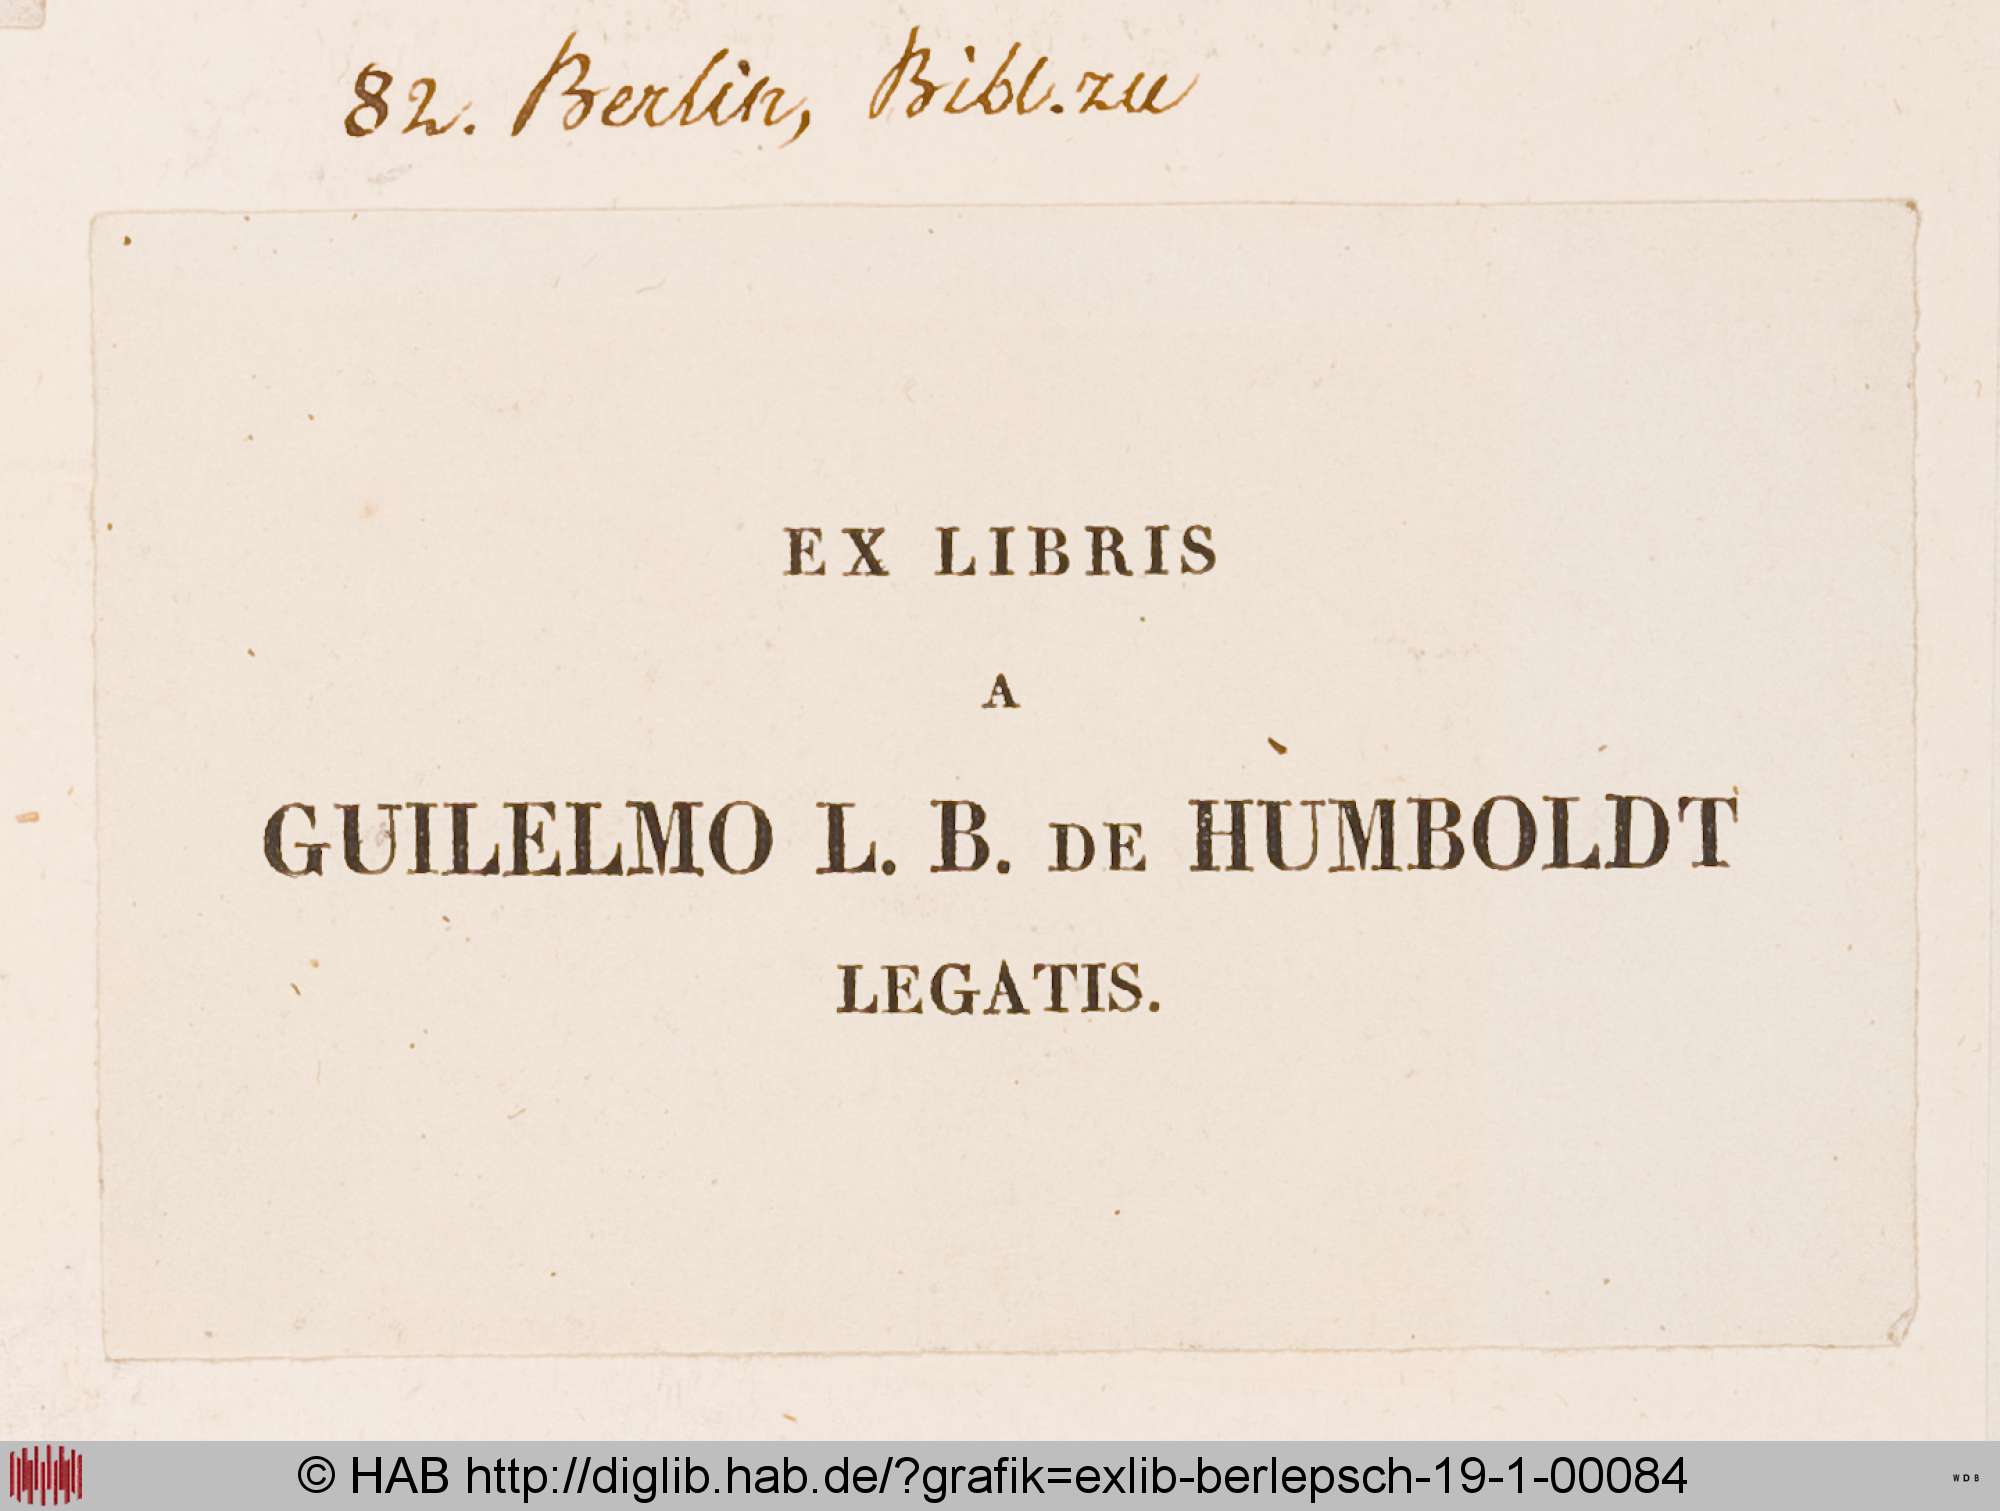 82. Berlin, Bibl. zu
EX LIBRIS
A
GUILELMO L. B. DE HUMBOLDT
LEGATIS.
© HAB http://diglib.hab.de/?grafik=exlib-berlepsch-19-1-00084
WDB